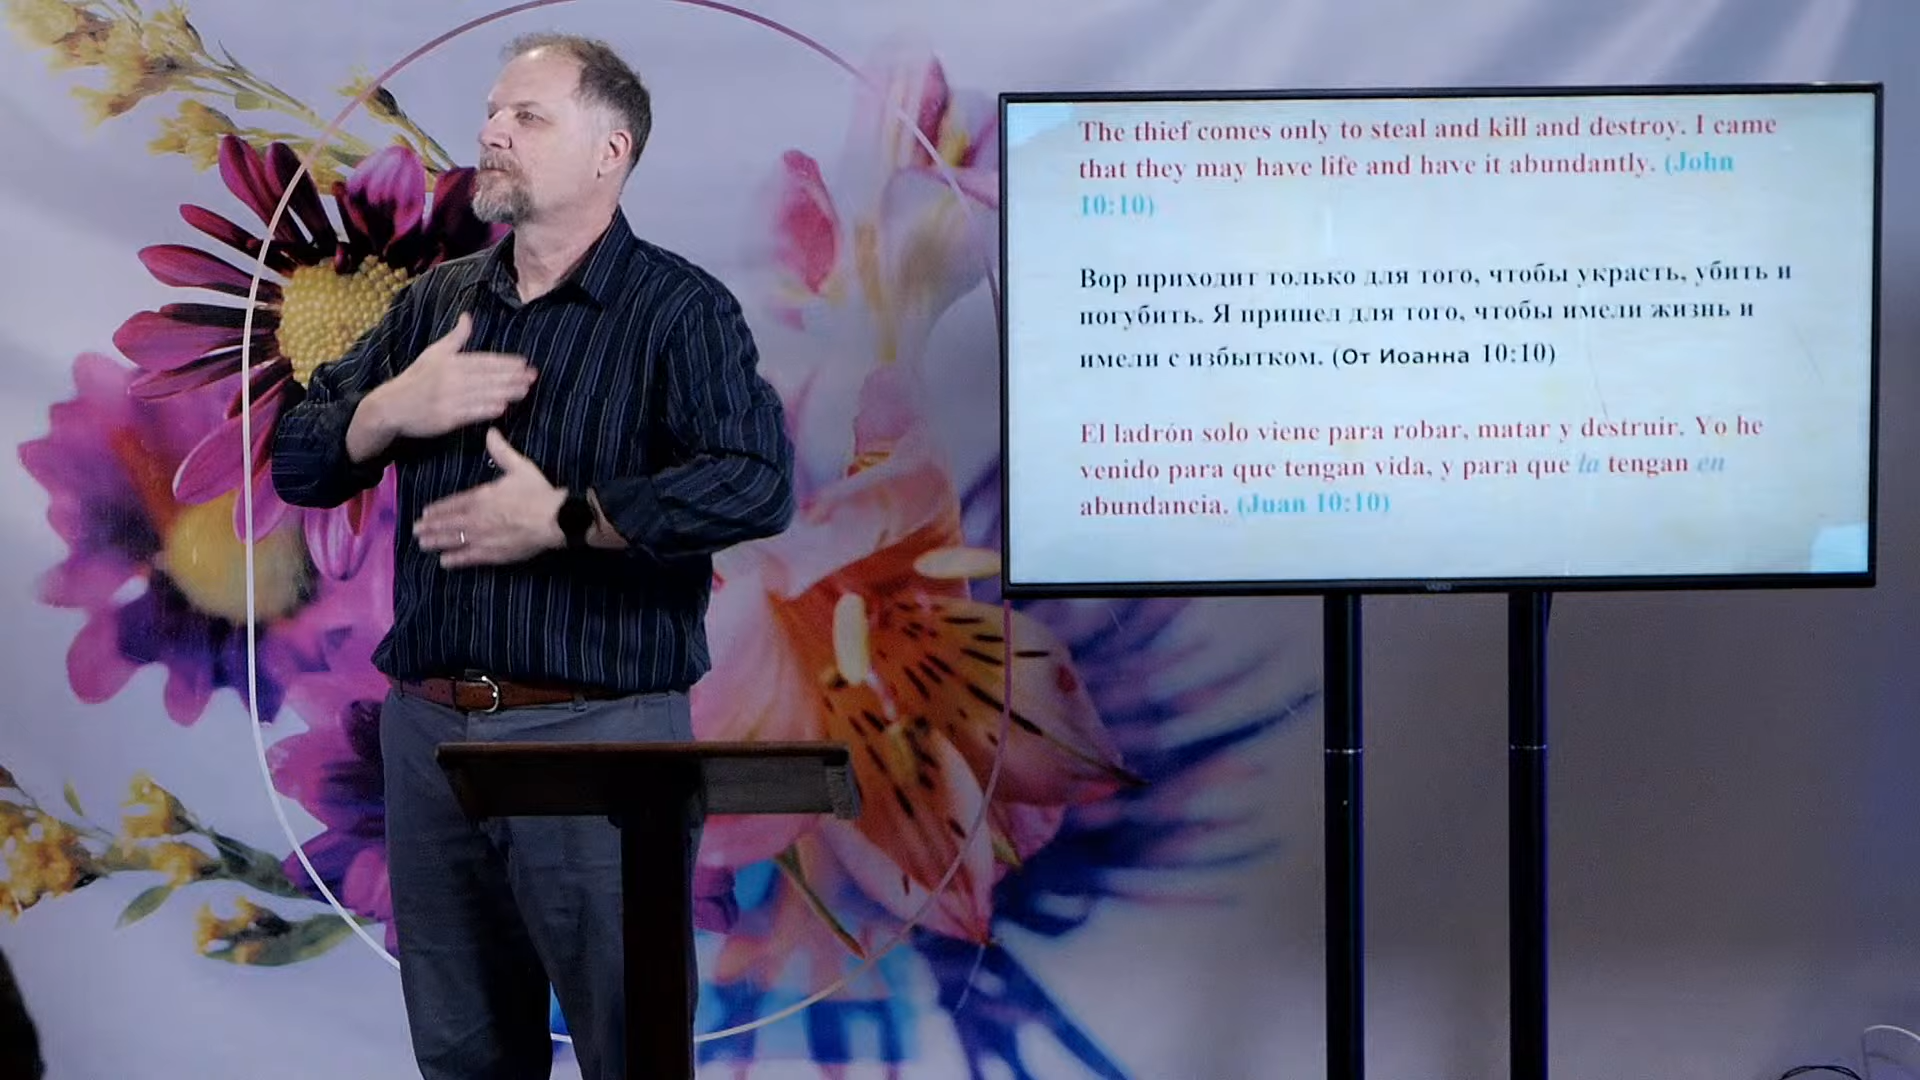 The thief comes only to steal and kill and destroy. I came
that they may have life and have it abundantly. (John
10:10)
Вор приходит только для того, чтобы украсть, убить и
погубить. Я пришел для того, чтобы имели жизнь и
имели с избытком. (От Иоанна 10:10)
El ladrón solo viene para robar, matar y destruir. Yo he
venido para que tengan vida, y para que la tengan en
abundancia. (Juan 10:10)